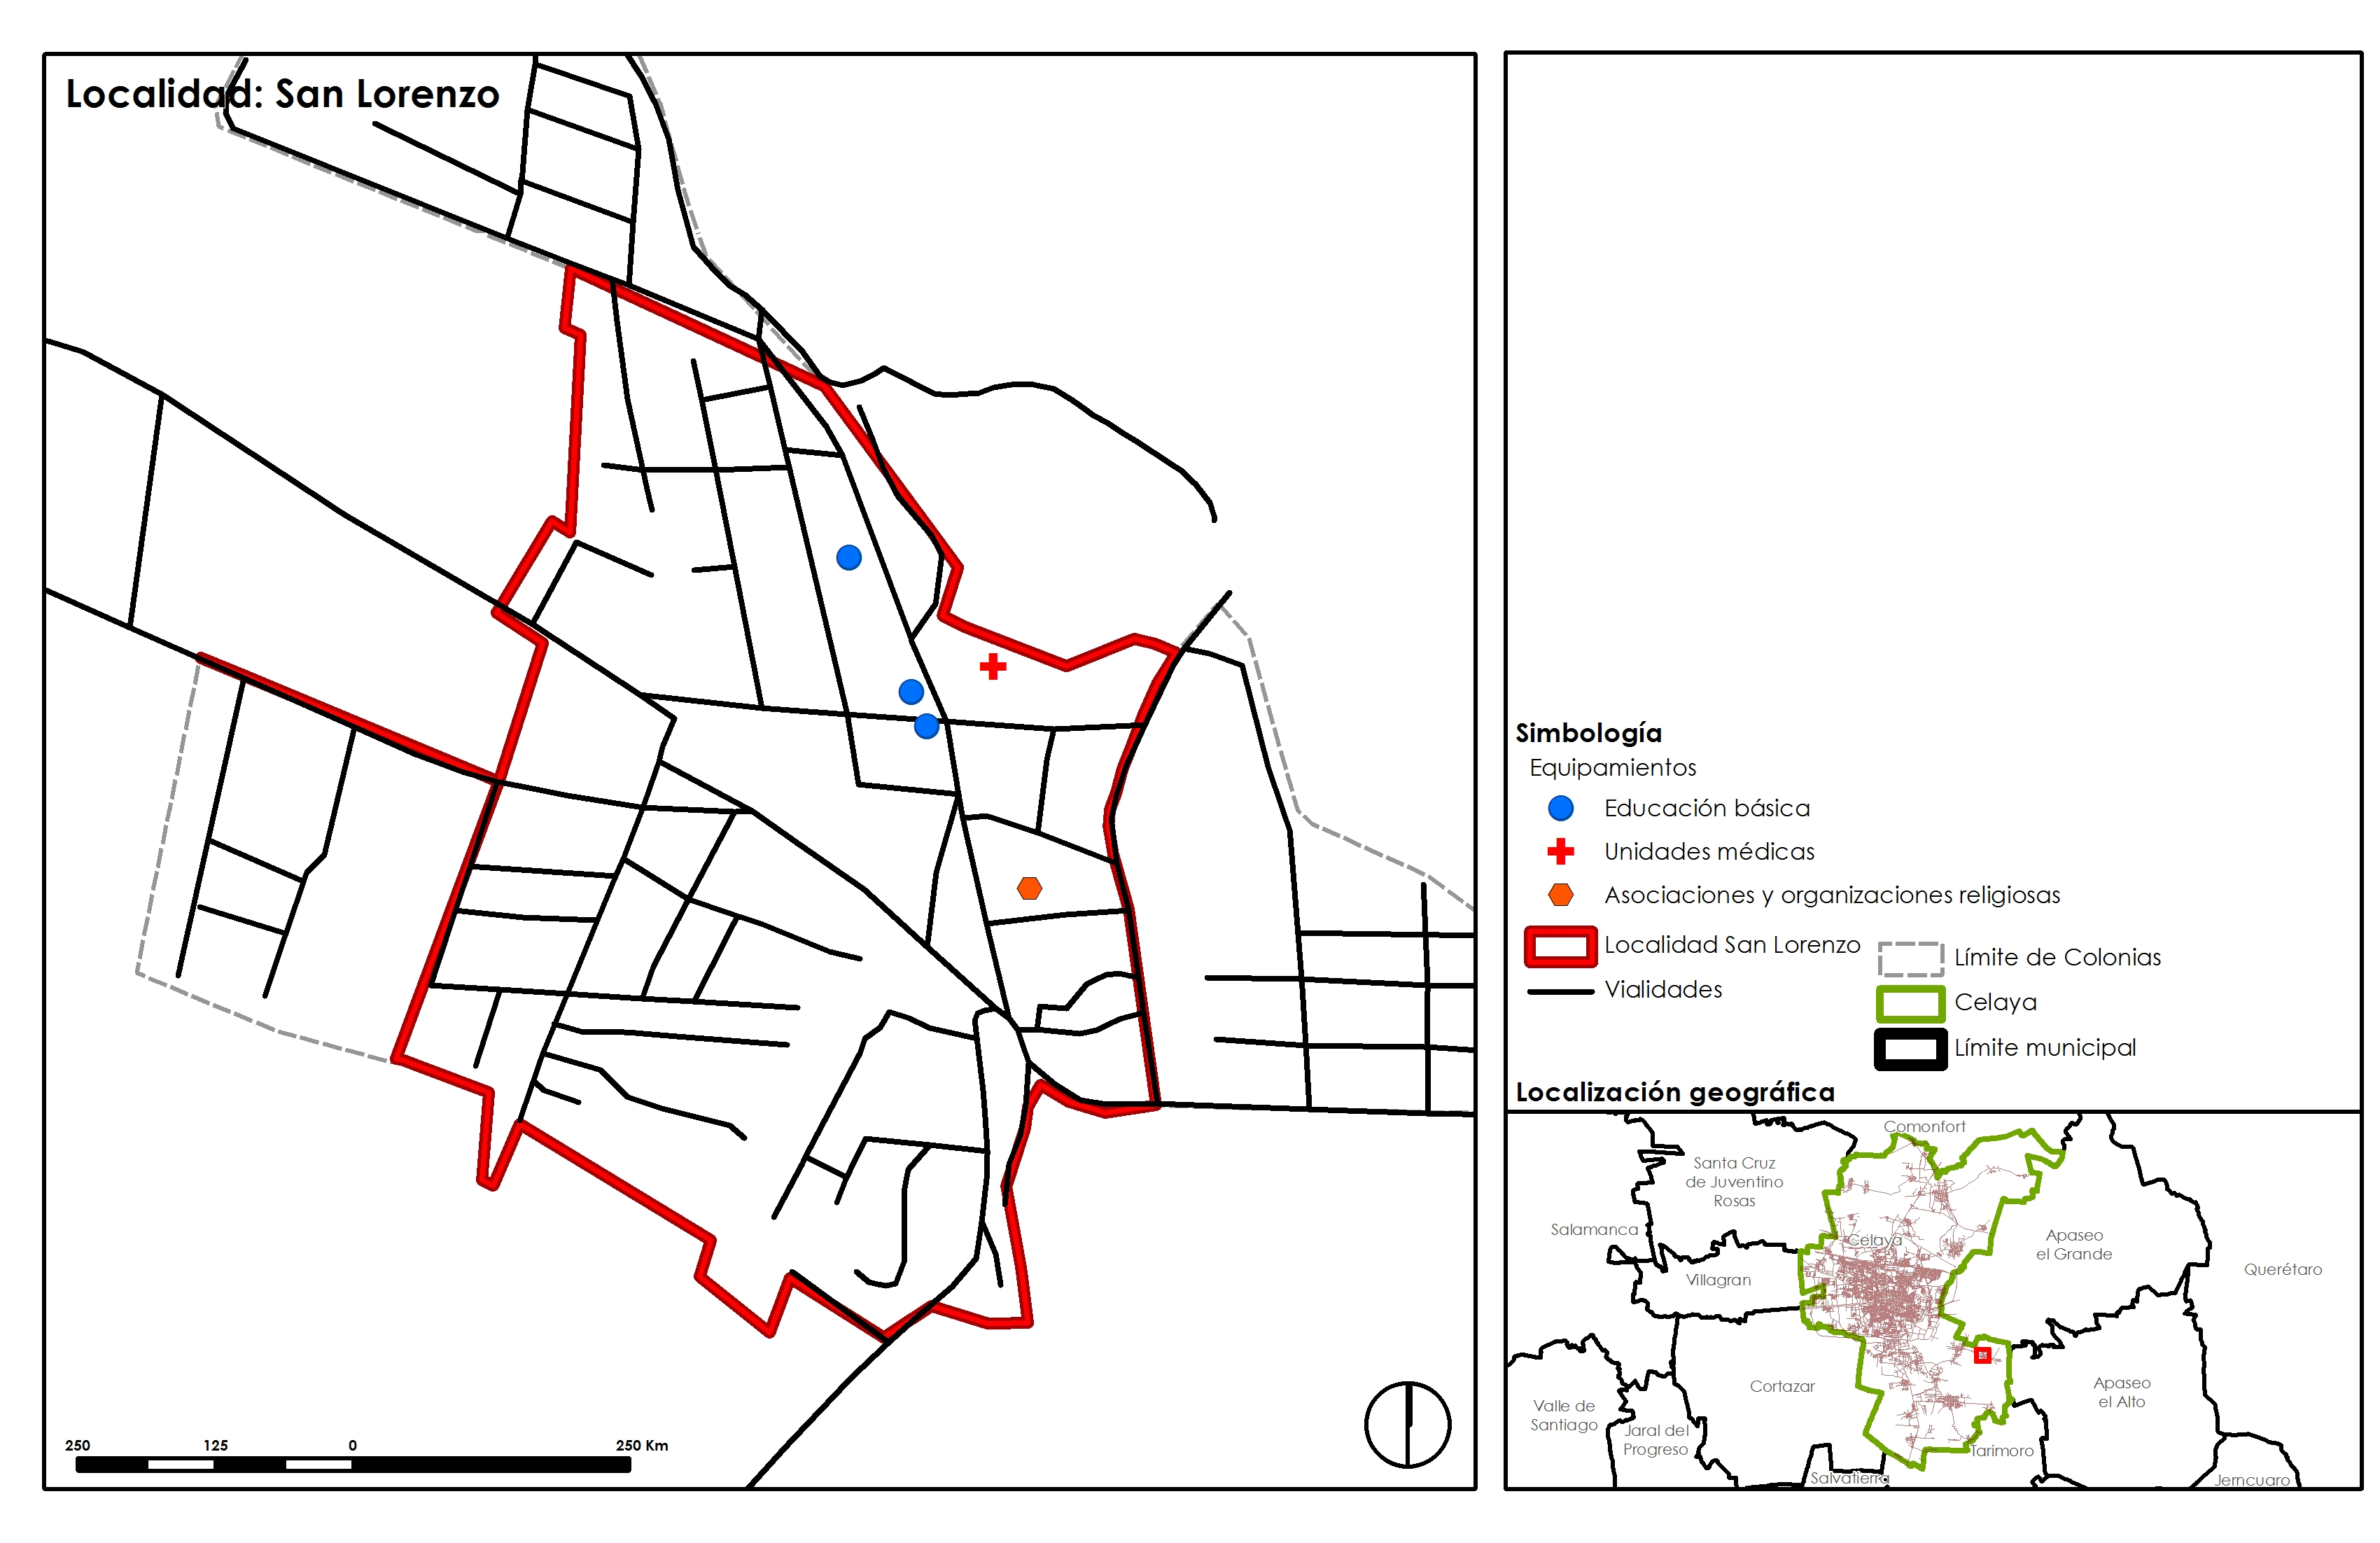 Localidad: San Lorenzo
250 125 0 250 Km
Simbología
Equipamientos
Educación básica
Unidades médicas
Asociaciones y organizaciones religiosas
Localidad San Lorenzo
Vialidades
Límite de Colonias
Celaya
Límite municipal
Localización geográfica
Comonfort
Santa Cruz
de Juventino
Rosas
Salamanca
Celaya
Apaseo
el Grande
Villagran
Querétaro
Cortazar
Apaseo
el Alto
Valle de
Santiago
Jaral del
Progreso
Tarimoro
Salvatierra
Jerncuaro